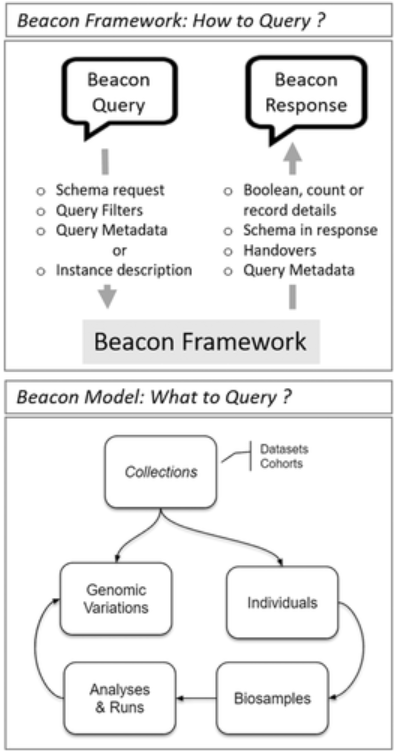 Beacon Framework: How to Query ?
Beacon
Query
Beacon
Response
o Schema request
o Query Filters
o Query Metadata
or
o Instance description
o Boolean, count or
record details
o Schema in response
o Handovers
o Query Metadata
Beacon Framework
Beacon Model: What to Query ?
Collections
Datasets
Cohorts
Genomic
Variations
Individuals
Analyses
& Runs
Biosamples